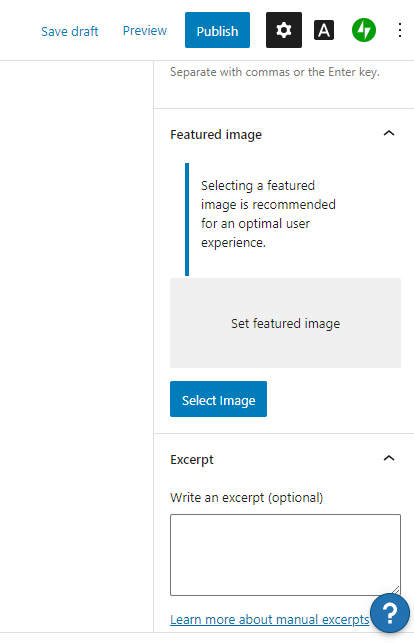 Save draft Preview Publish A
Separate with commas or the Enter key.
Featured image
Selecting a featured
image is recommended
for an optimal user
experience.
Set featured image
Select Image
Excerpt
Write an excerpt (optional)
Learn more about manual excerpts
?